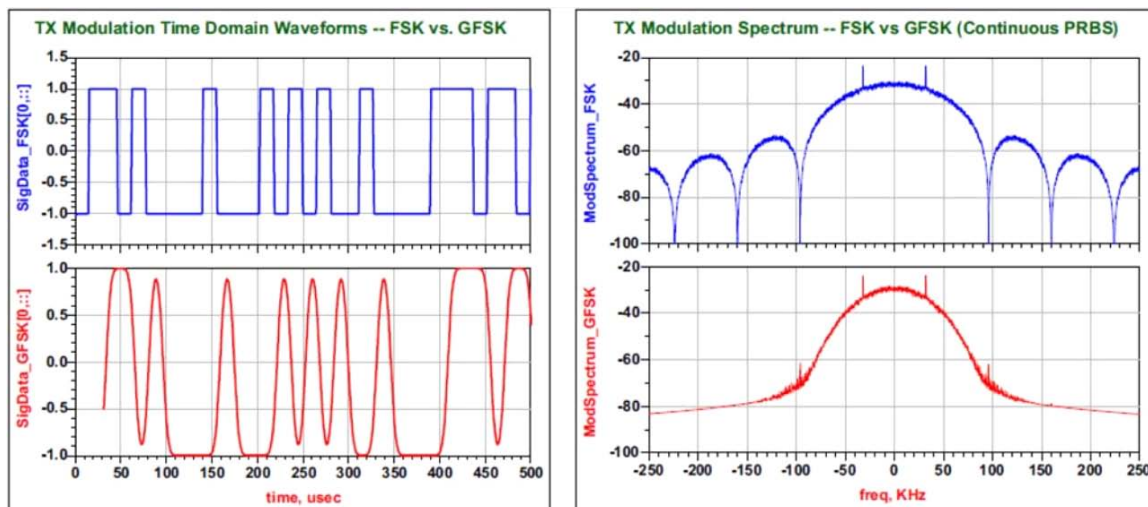 TX Modulation Time Domain Waveforms -- FSK vs. GFSK
SigData_FSK[0,::]
1.5
1.0
0.5
0.0
-0.5
-1.0
-1.5
SigData_GFSK[0,::]
1.0
0.5
0.0
-0.5
-1.0
0 50 100 150 200 250 300 350 400 450 500
time, usec
TX Modulation Spectrum -- FSK vs GFSK (Continuous PRBS)
ModSpectrum_FSK
-20
-40
-60
-80
-100
ModSpectrum_GFSK
-20
-40
-60
-80
-100
-250 -200 -150 -100 -50 0 50 100 150 200 250
freq, KHz